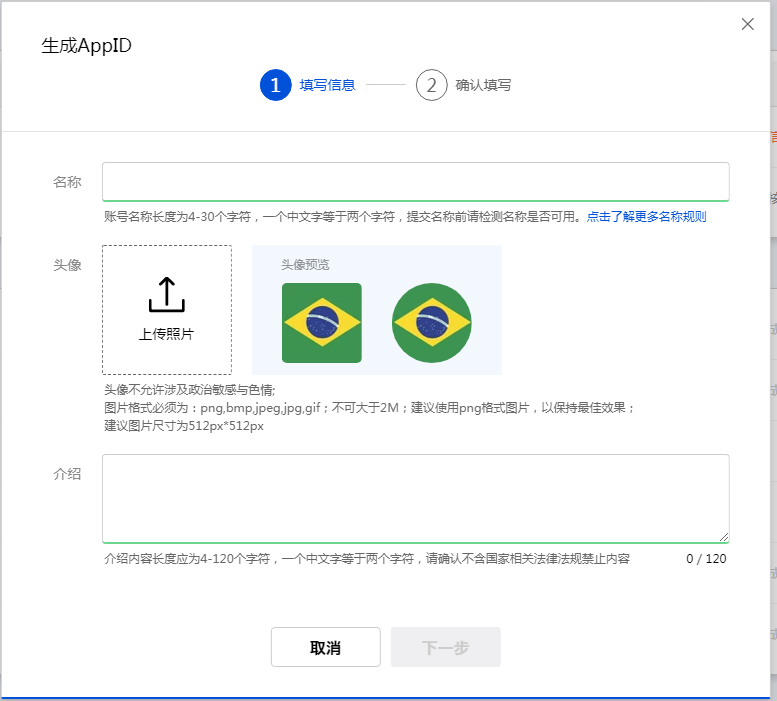 生成AppID
1 填写信息 2 确认填写
名称
账号名称长度为4-30个字符，一个中文字等于两个字符，提交名称前请检测名称是否可用。点击了解更多名称规则
头像
上传照片
头像预览
头像不允许涉及政治敏感与色情;
图片格式必须为：png,bmp,jpeg,jpg,gif；不可大于2M；建议使用png格式图片，以保持最佳效果；
建议图片尺寸为512px*512px
介绍
介绍内容长度应为4-120个字符，一个中文字等于两个字符，请确认不含国家相关法律法规禁止内容 0 / 120
取消 下一步